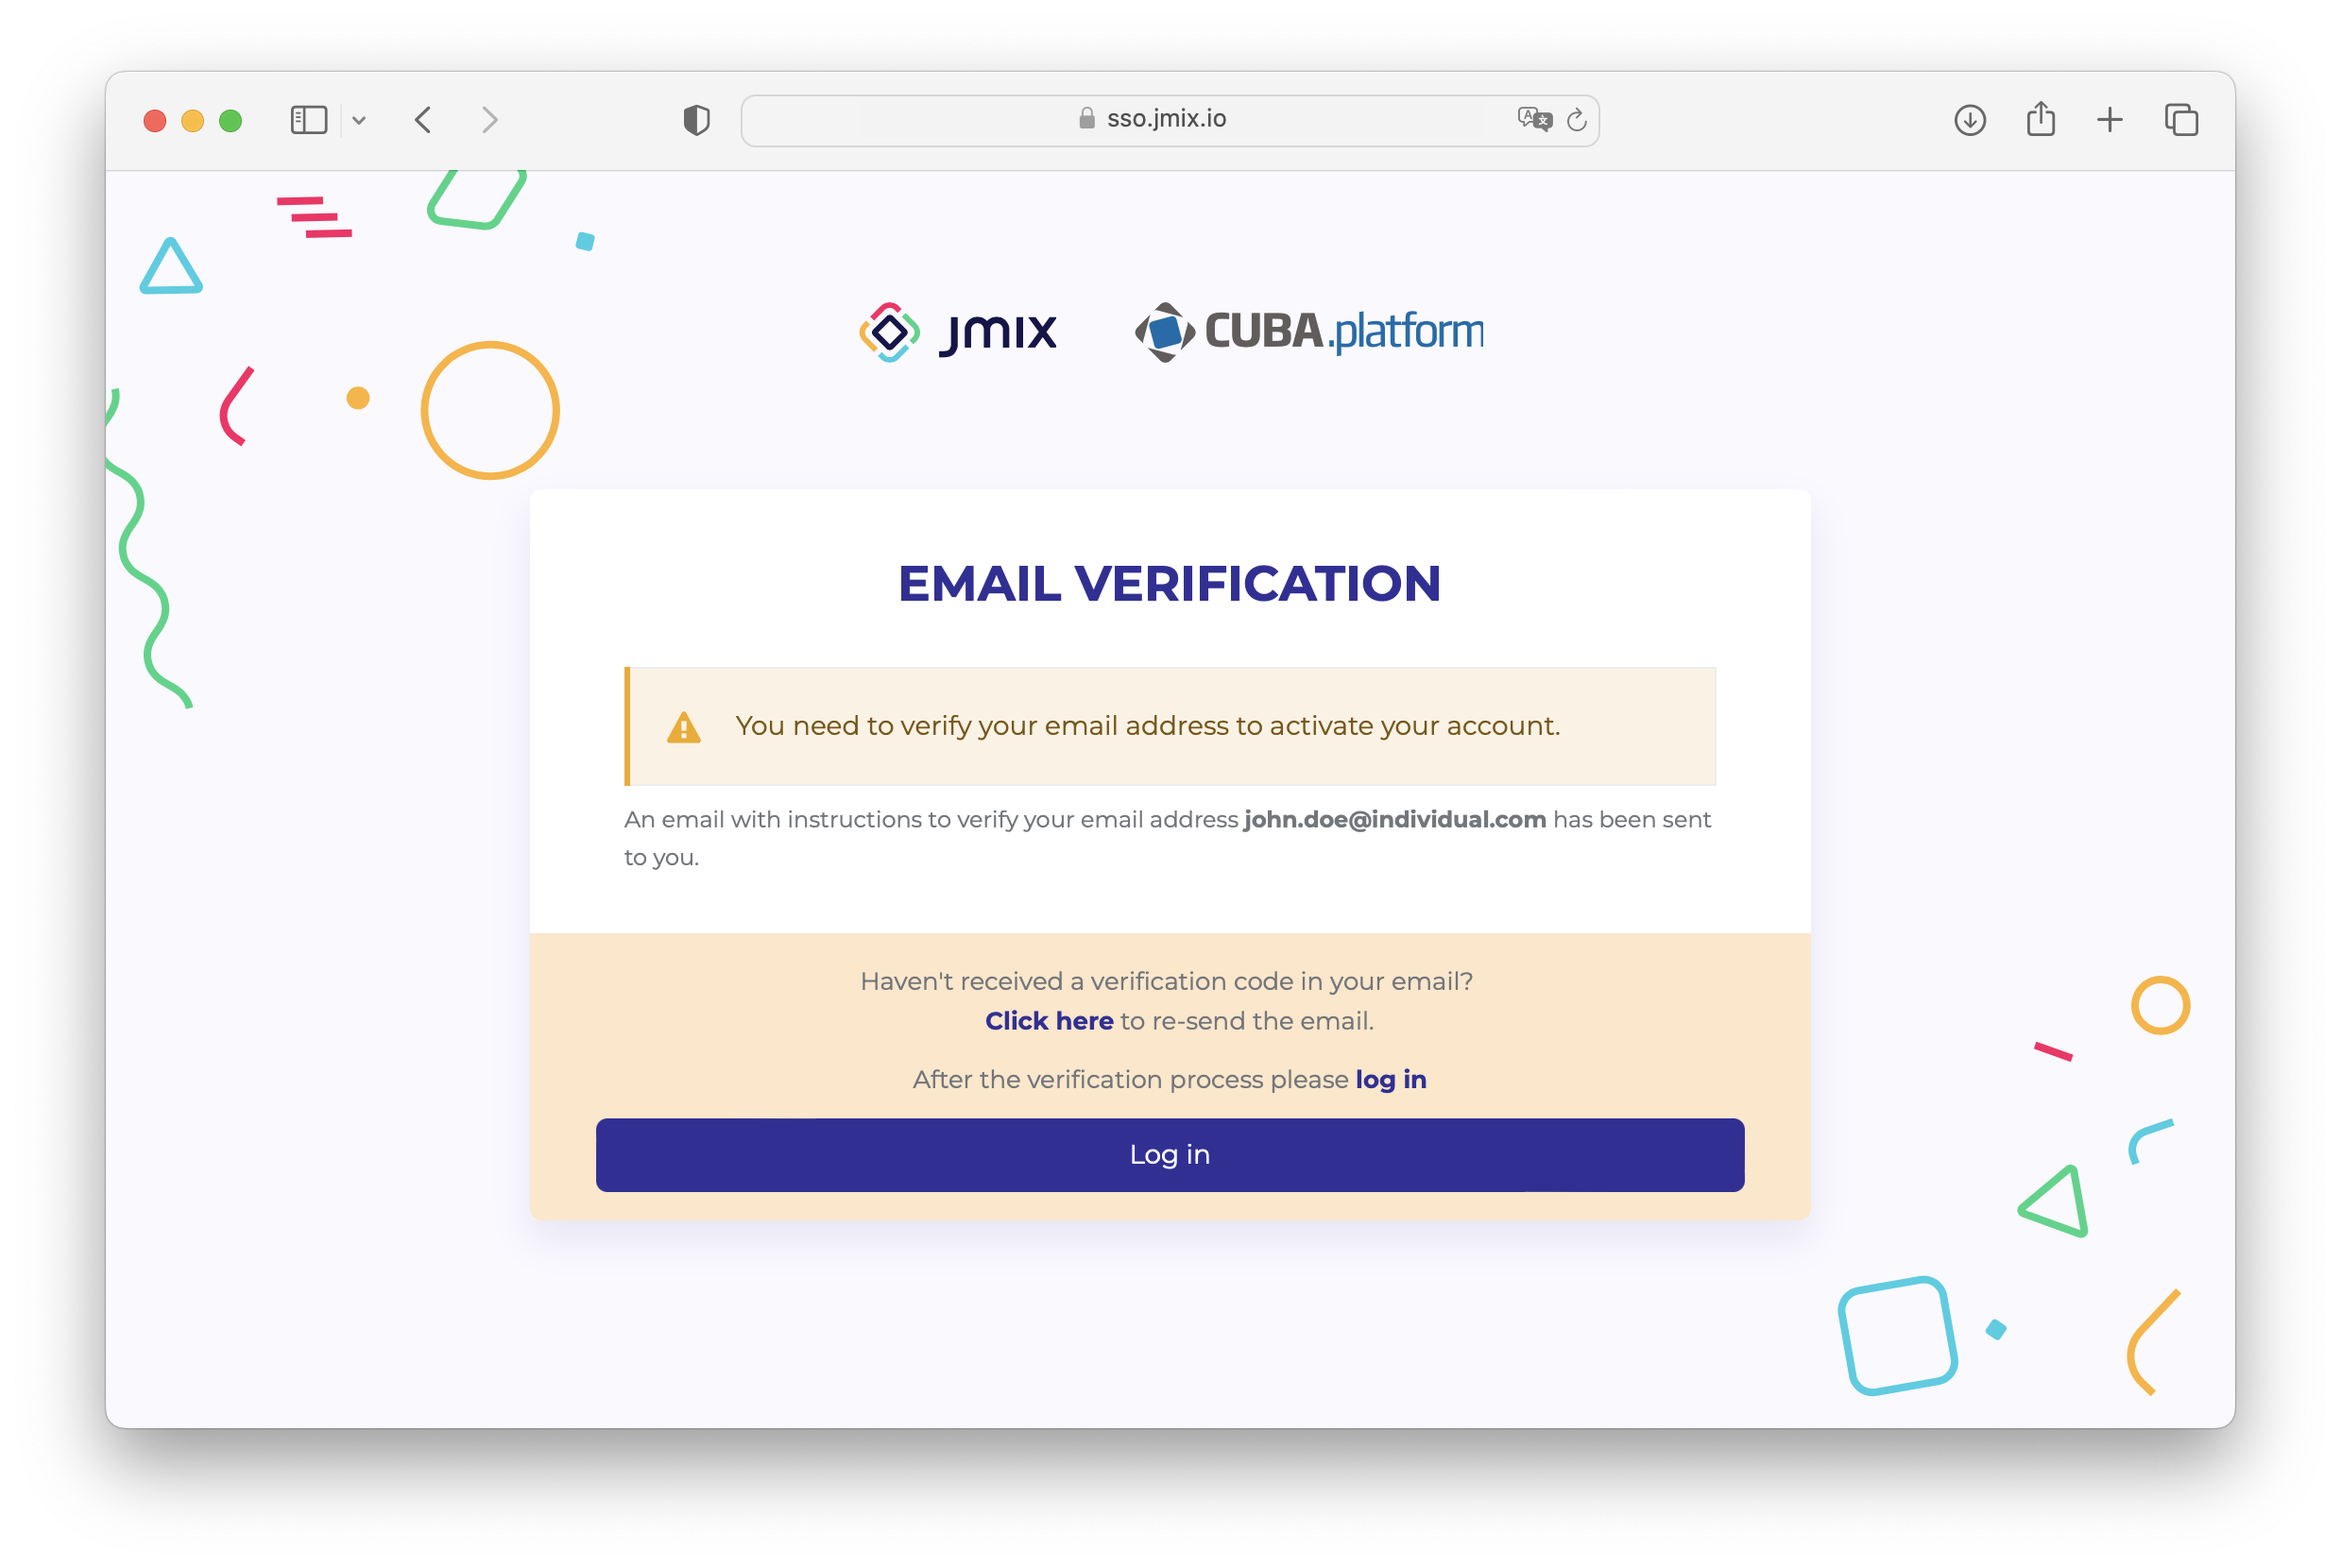 sso.jmix.io
Jmix
CUBA.platform
EMAIL VERIFICATION
You need to verify your email address to activate your account.
An email with instructions to verify your email address john.doe@individual.com has been sent
to you.
Haven't received a verification code in your email?
Click here to re-send the email.
After the verification process please log in
Log in